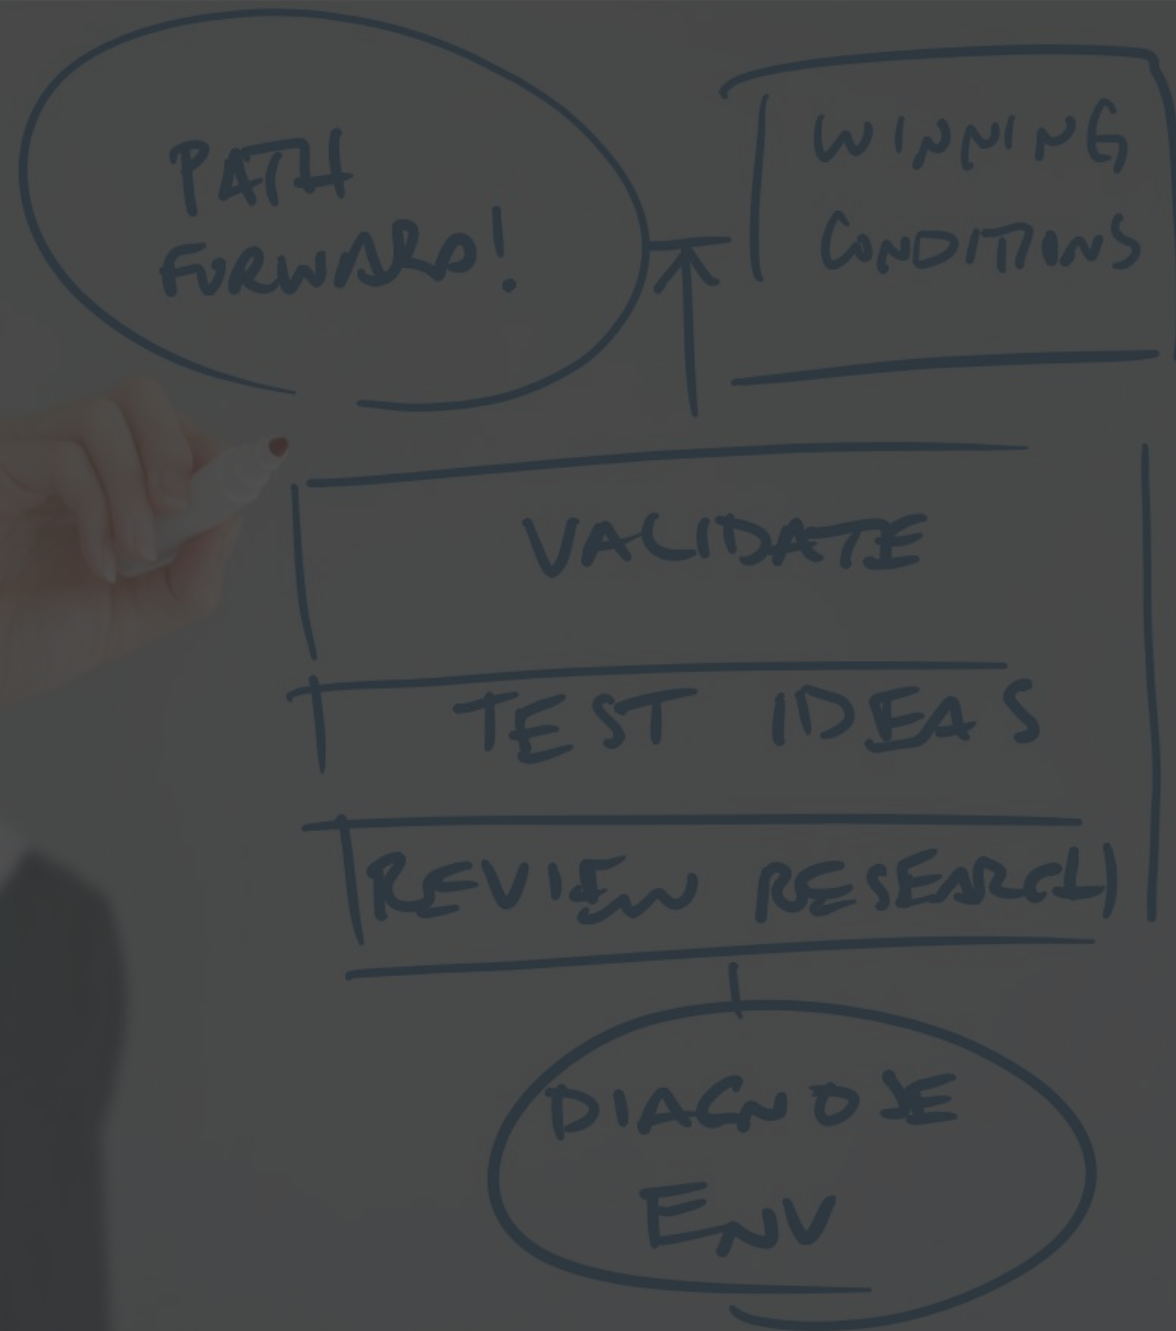 PATH
FORWARD!
WINNING
CONDITIONS
VALIDATE
TEST IDEAS
REVIEW RESEARCH
DIAGNOSE
ENV